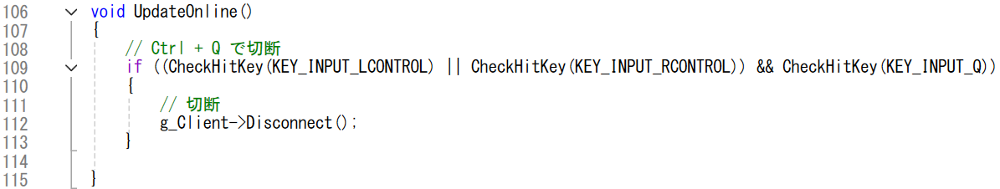 106 void UpdateOnline()
107 {
108 // Ctrl + Q で切断
109 if ((CheckHitKey(KEY_INPUT_LCONTROL) || CheckHitKey(KEY_INPUT_RCONTROL)) && CheckHitKey(KEY_INPUT_Q))
110 {
111 // 切断
112 g_Client->Disconnect();
113 }
114
115 }